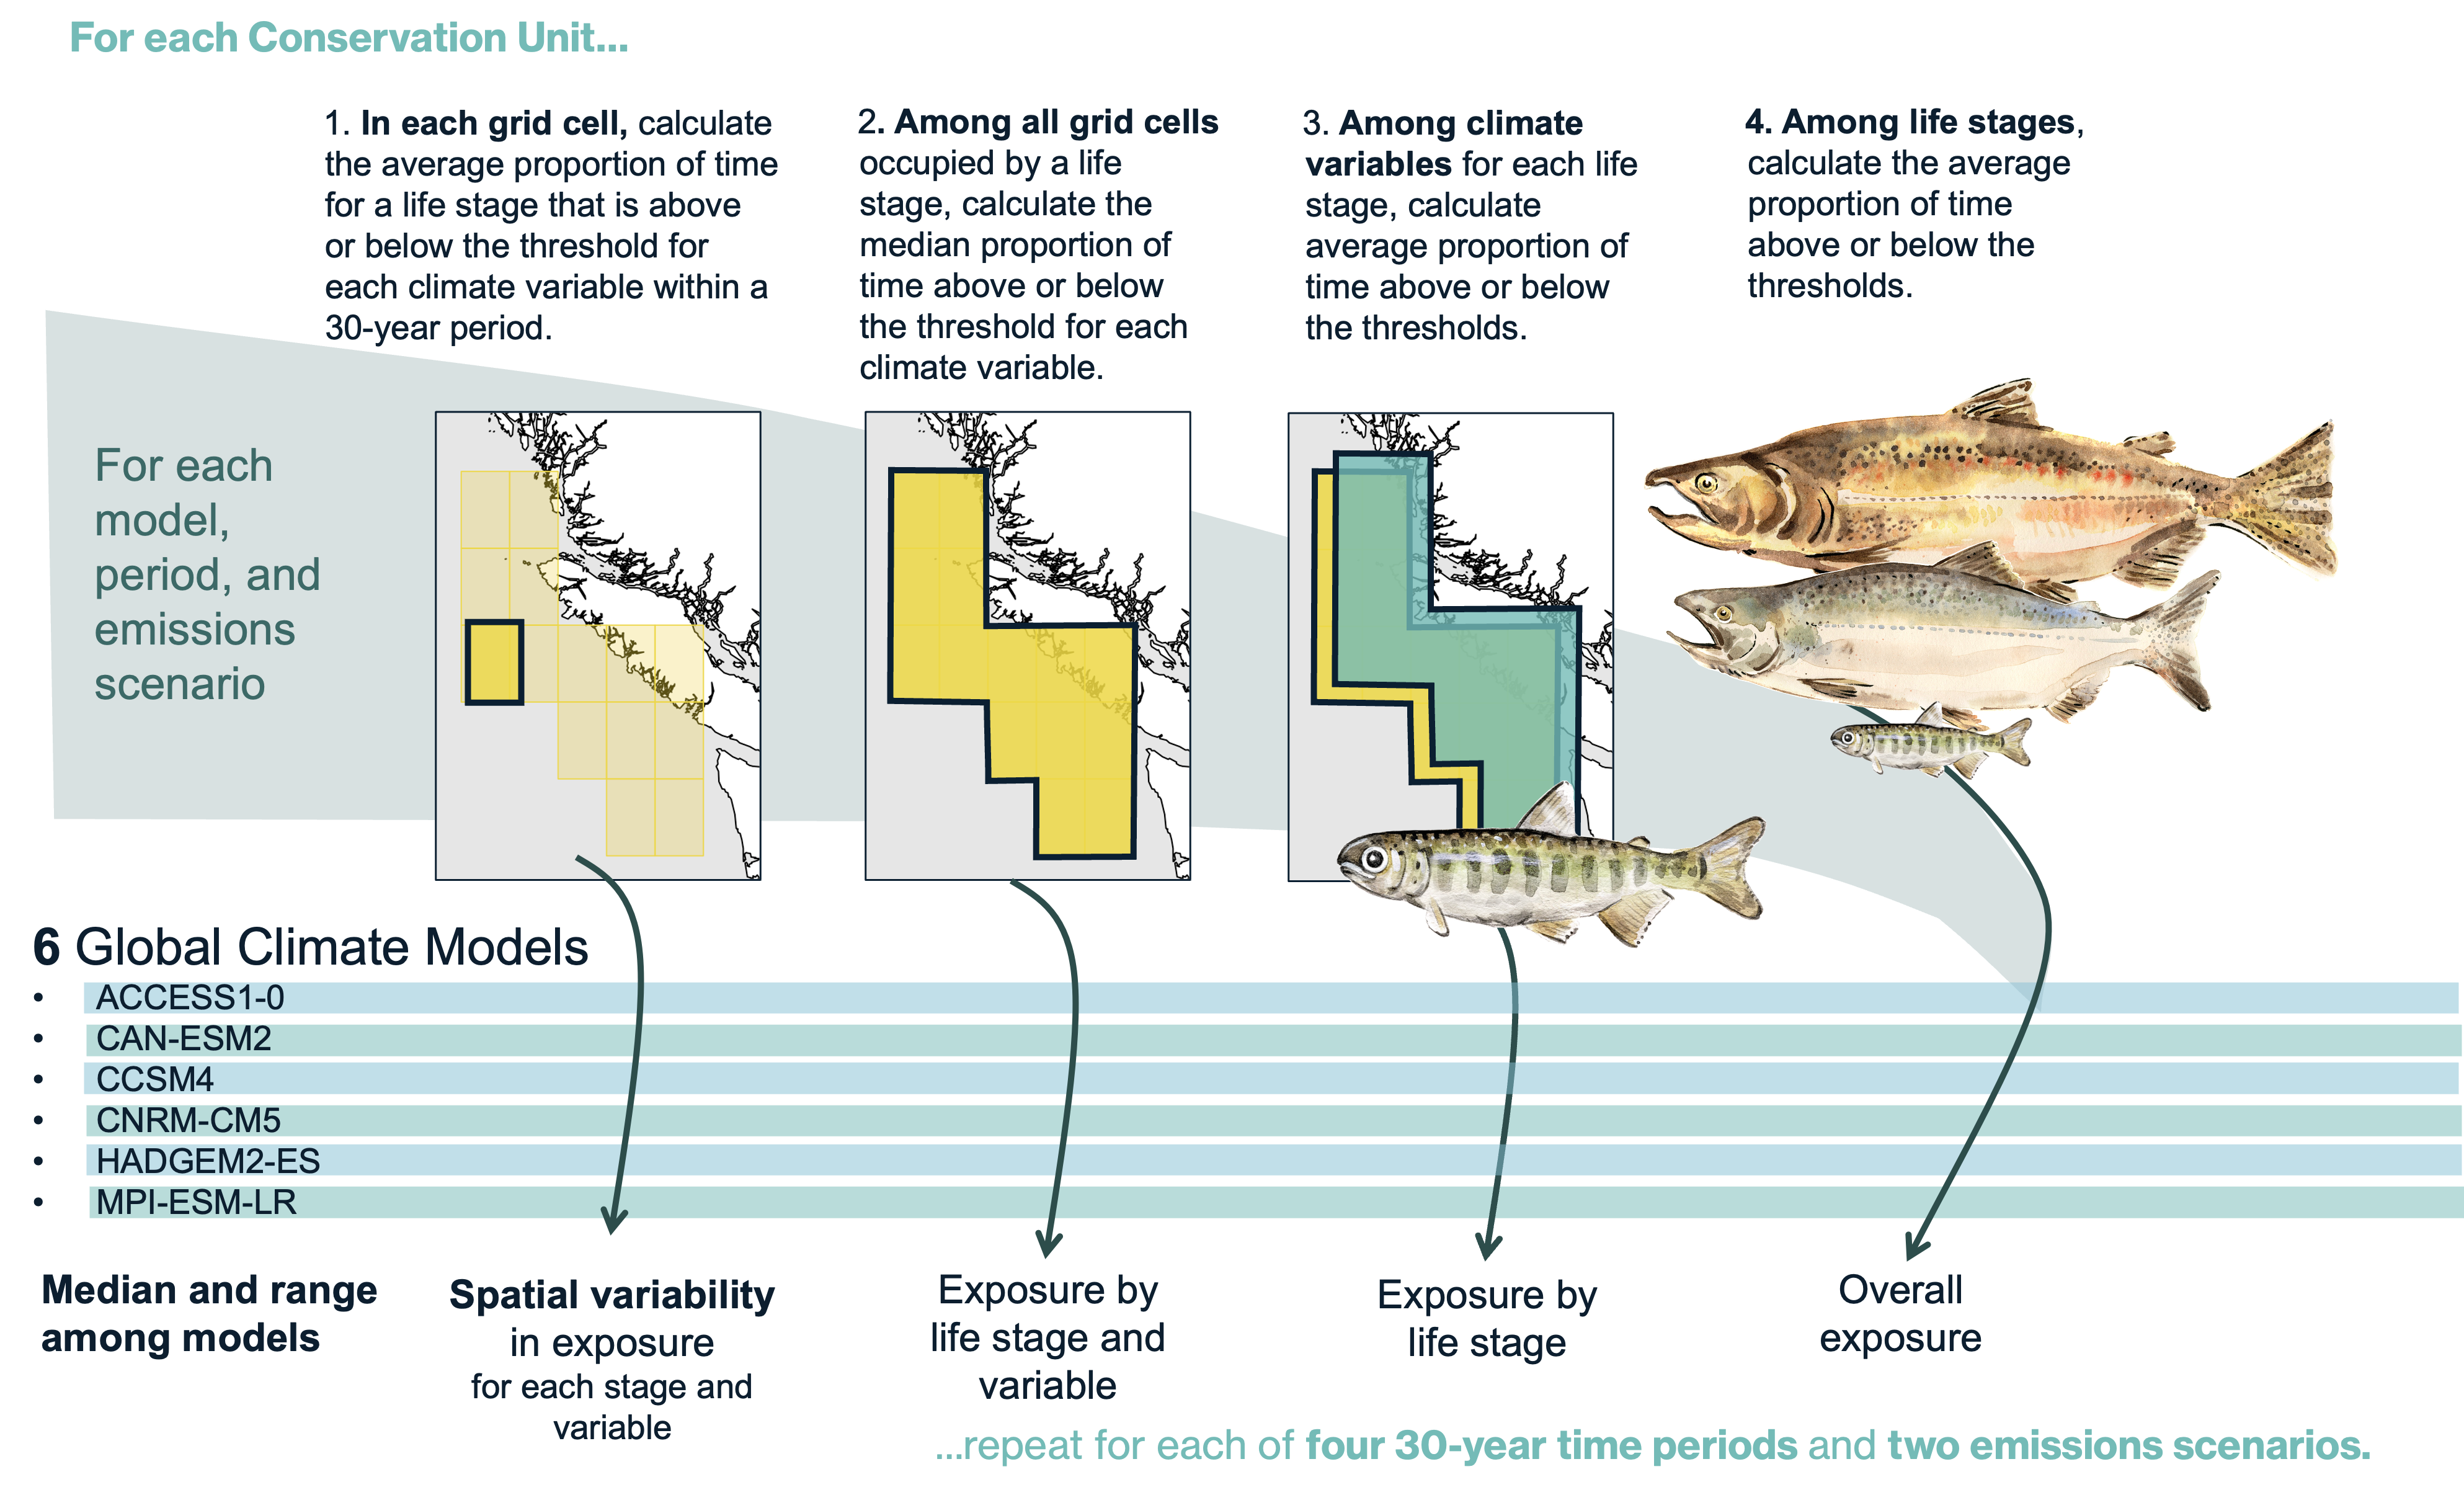 For each Conservation Unit...
1. In each grid cell, calculate
the average proportion of time
for a life stage that is above
or below the threshold for
each climate variable within a
30-year period.
2. Among all grid cells
occupied by a life
stage, calculate the
median proportion of
time above or below
the threshold for each
climate variable.
3. Among climate
variables for each life
stage, calculate
average proportion of
time above or below
the thresholds.
4. Among life stages,
calculate the average
proportion of time
above or below the
thresholds.
For each
model,
period, and
emissions
scenario
6 Global Climate Models
• ACCESS1-0
• CAN-ESM2
• CCSM4
• CNRM-CM5
• HADGEM2-ES
• MPI-ESM-LR
Median and range
among models
Spatial variability
in exposure
for each stage and
variable
Exposure by
life stage and
variable
Exposure by
life stage
Overall
exposure
...repeat for each of four 30-year time periods and two emissions scenarios.